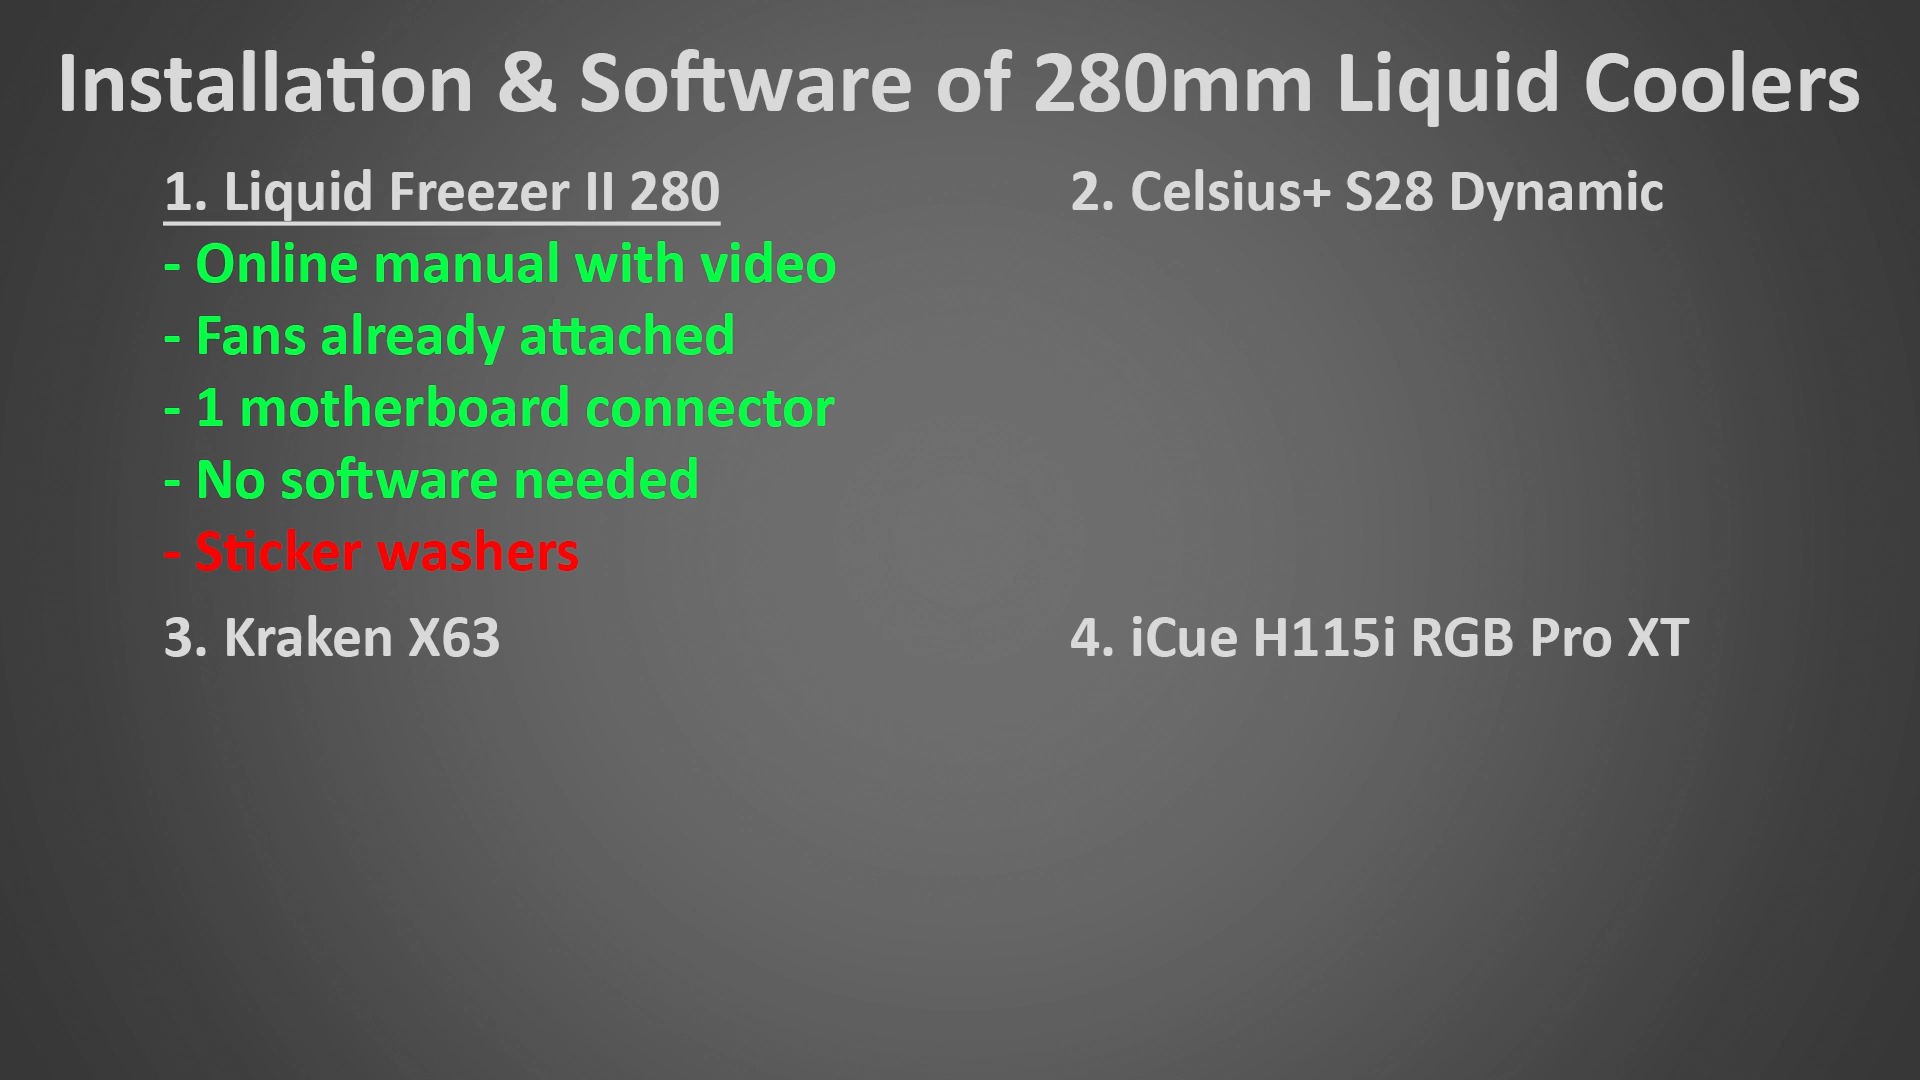 Installation & Software of 280mm Liquid Coolers
1. Liquid Freezer II 280
- Online manual with video
- Fans already attached
- 1 motherboard connector
- No software needed
- Sticker washers
2. Celsius+ S28 Dynamic
3. Kraken X63
4. iCue H115i RGB Pro XT